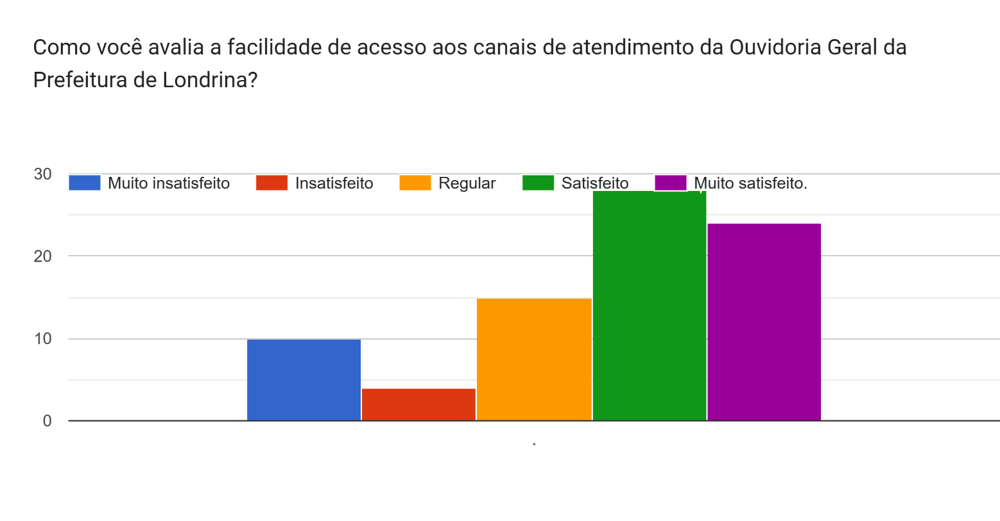 Como você avalia a facilidade de acesso aos canais de atendimento da Ouvidoria Geral da
Prefeitura de Londrina?
30
Muito insatisfeito Insatisfeito Regular Satisfeito Muito satisfeito.
20
10
0
.